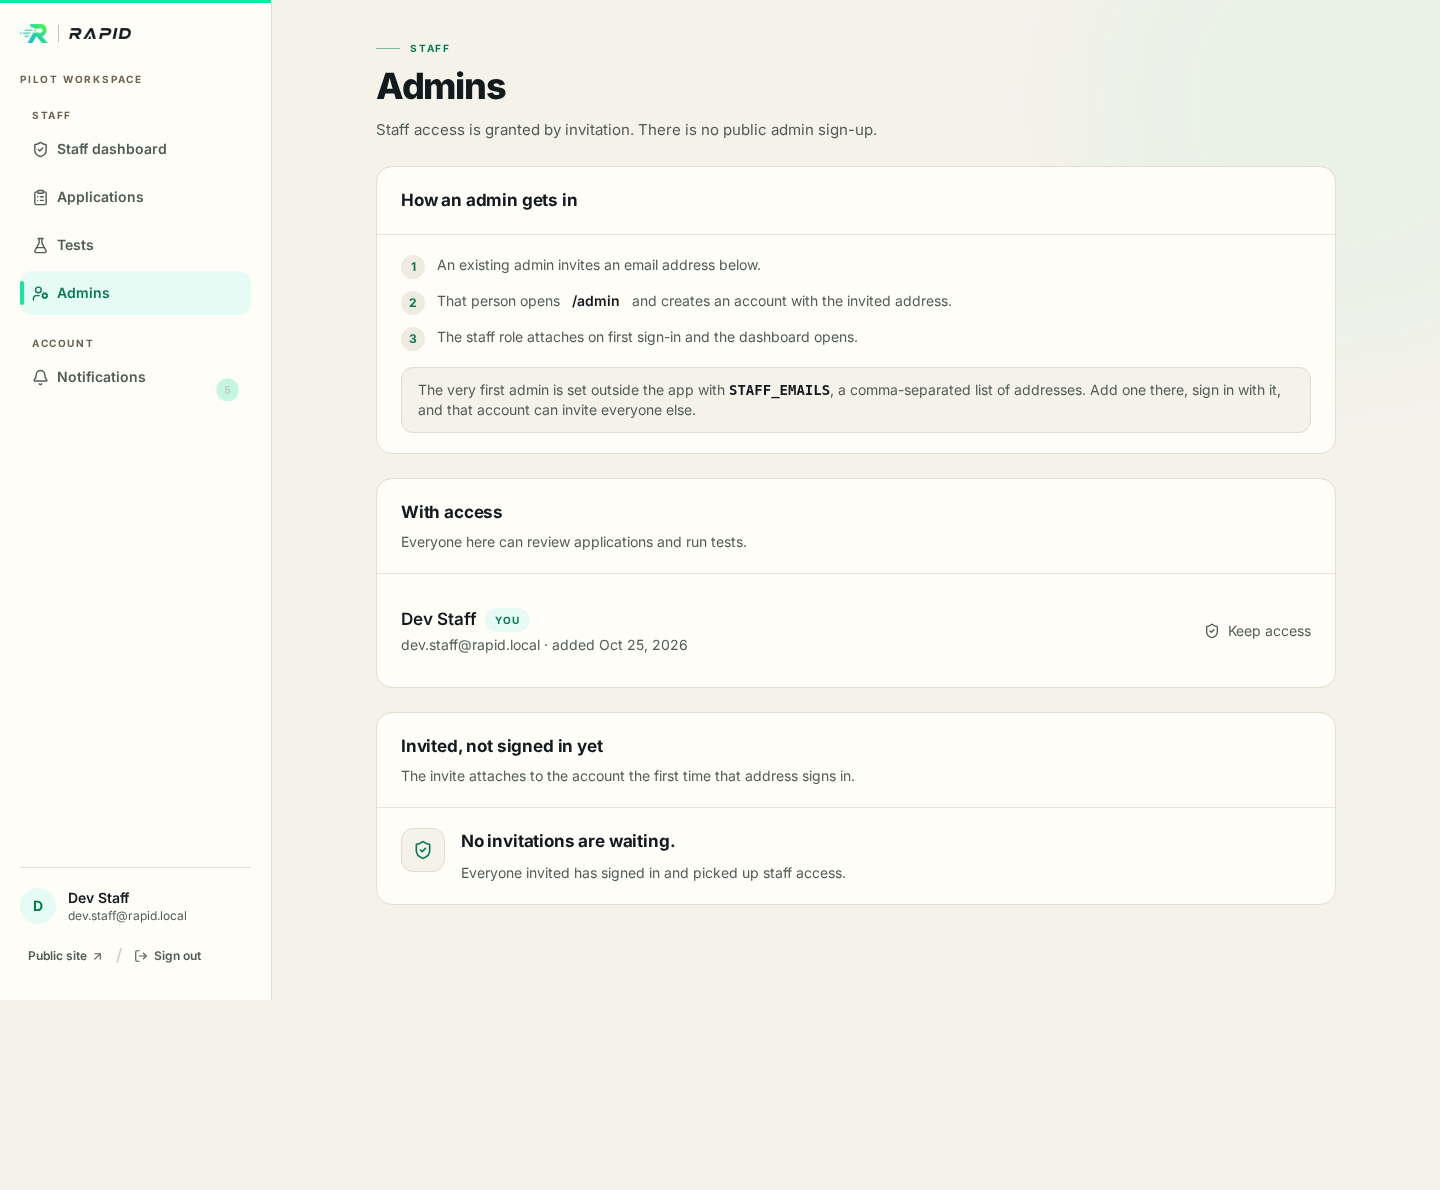 RAPID
PILOT WORKSPACE
STAFF
Staff dashboard
Applications
Tests
Admins
ACCOUNT
Notifications
5
Dev Staff
D
dev.staff@rapid.local
Public site
/
Sign out
STAFF
Admins
Staff access is granted by invitation. There is no public admin sign-up.
How an admin gets in
1 An existing admin invites an email address below.
2 That person opens /admin and creates an account with the invited address.
3 The staff role attaches on first sign-in and the dashboard opens.
The very first admin is set outside the app with STAFF_EMAILS, a comma-separated list of addresses. Add one there, sign in with it,
and that account can invite everyone else.
With access
Everyone here can review applications and run tests.
Dev Staff YOU
dev.staff@rapid.local · added Oct 25, 2026
Keep access
Invited, not signed in yet
The invite attaches to the account the first time that address signs in.
No invitations are waiting.
Everyone invited has signed in and picked up staff access.